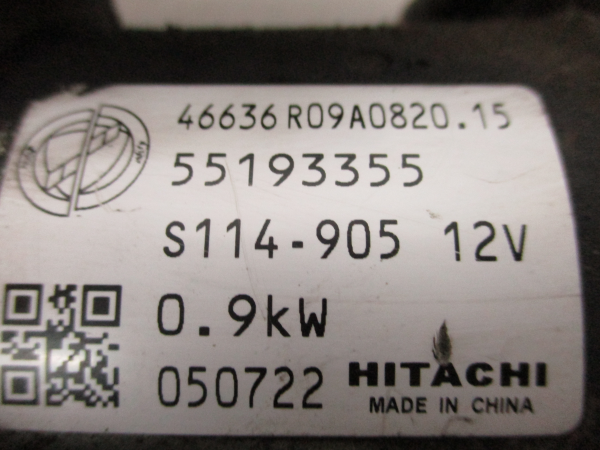 46636 R09A0820.15
55193355
S114-905 12V
0.9kW
050722 HITACHI
MADE IN CHINA